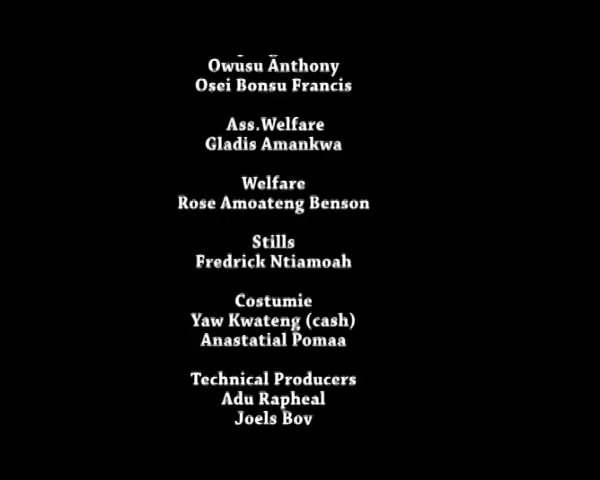 Owusu Anthony
Osei Bonsu Francis
Ass.Welfare
Gladis Amankwa
Welfare
Rose Amoateng Benson
Stills
Fredrick Ntiamoah
Costumie
Yaw Kwateng (cash)
Anastatial Pomaa
Technical Producers
Adu Rapheal
Joels Boy